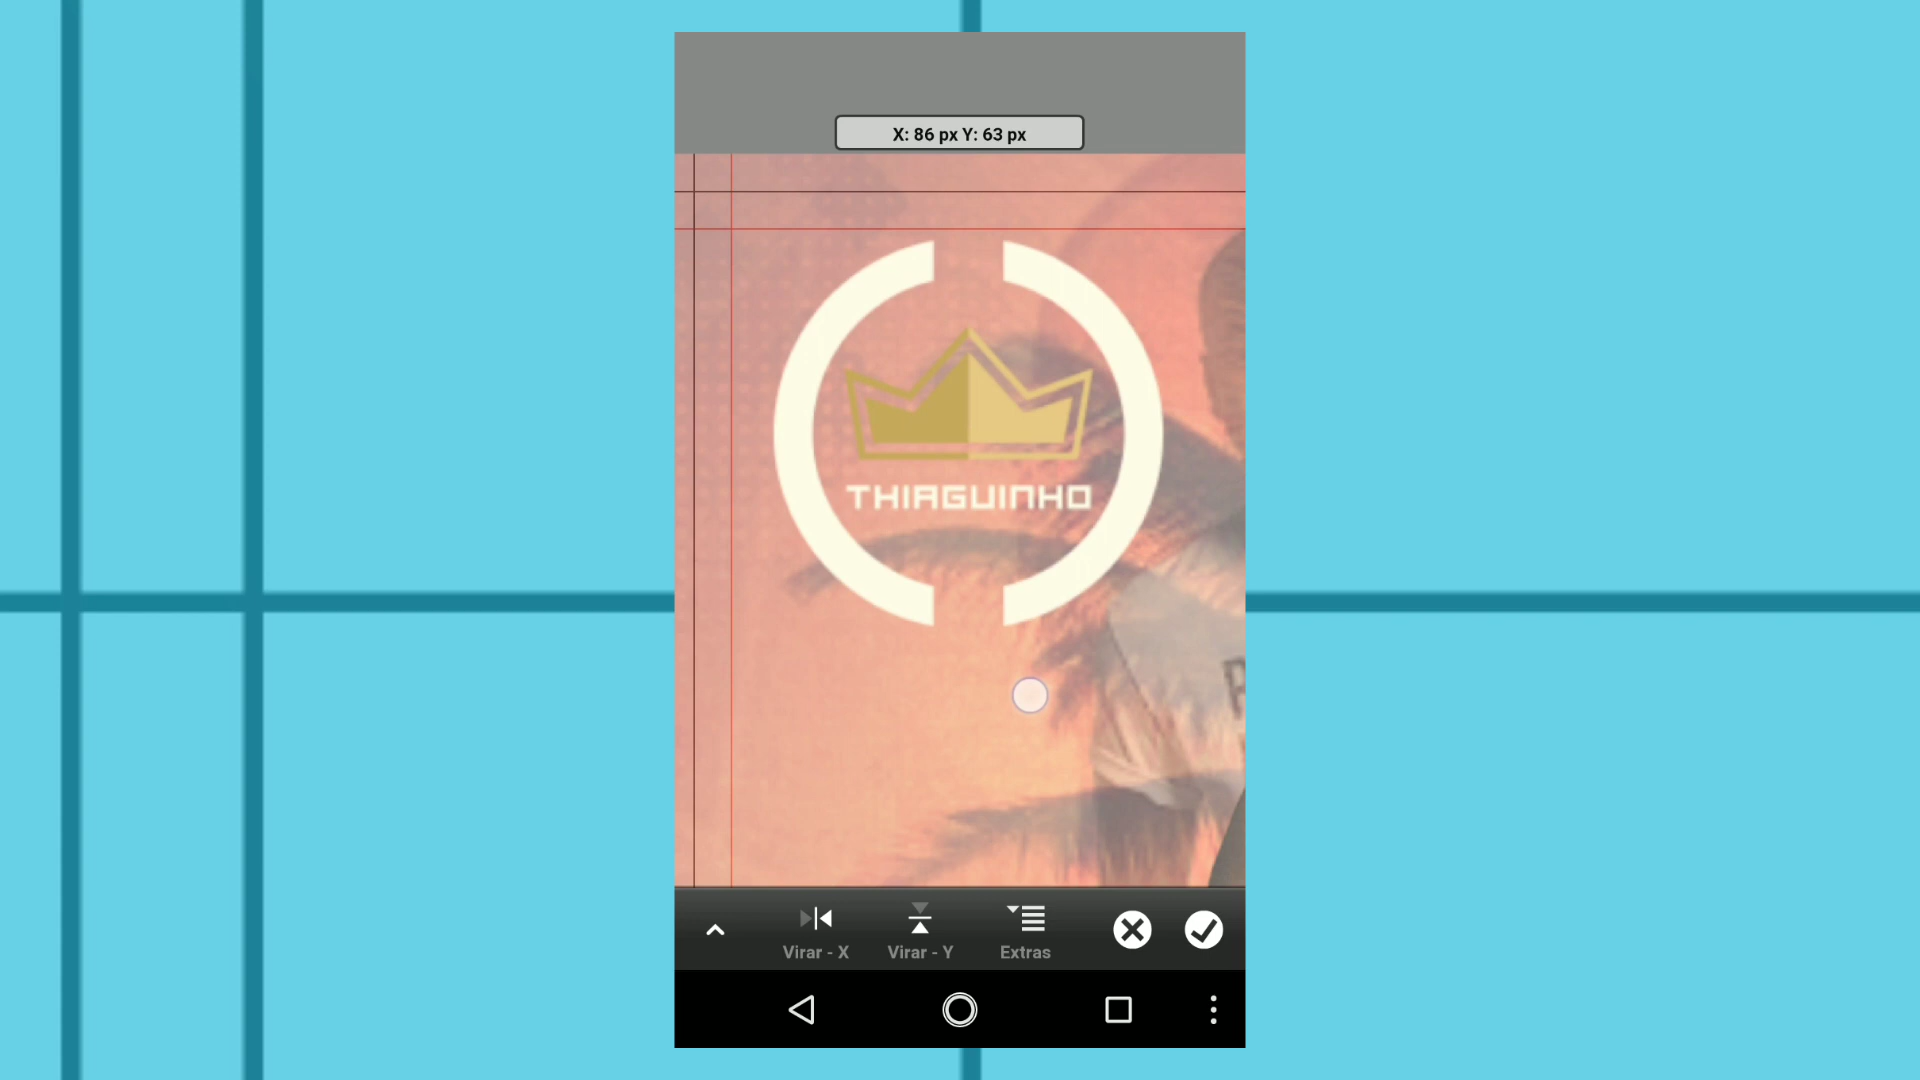 X: 86 px Y: 63 px
THIAGUINHO
Virar - X
Virar - Y
Extras